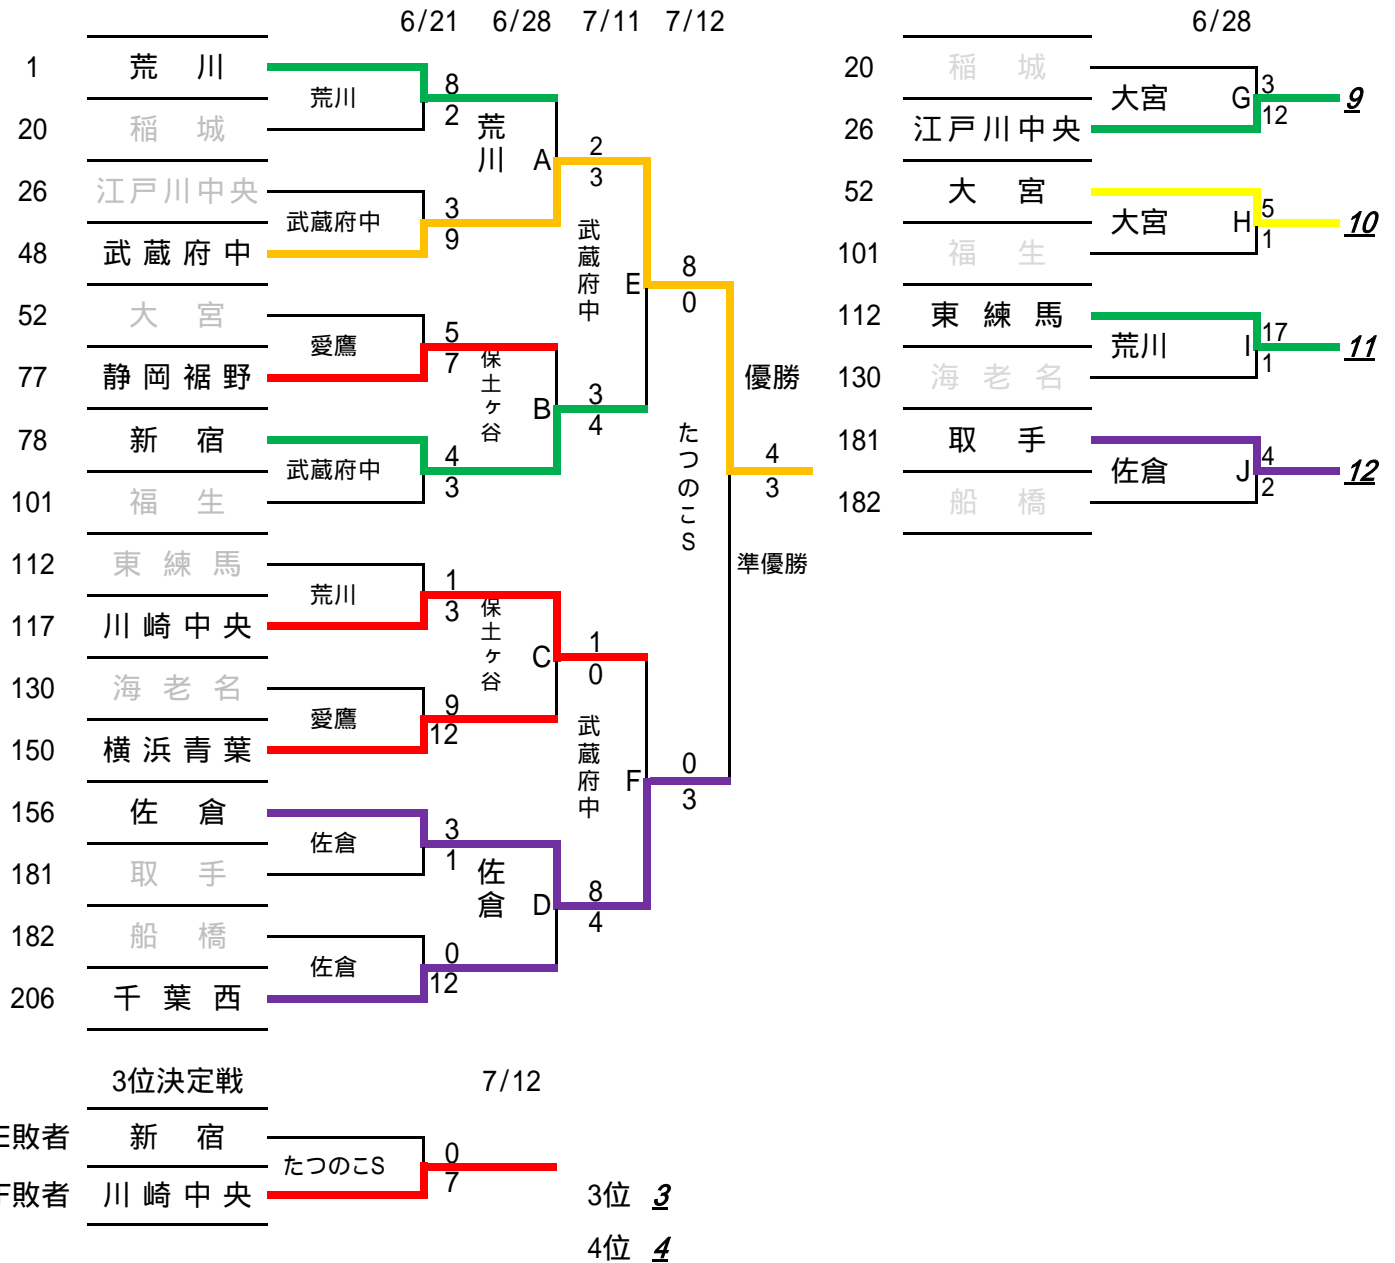 6/21 6/28 7/11 7/12
6/28
1 荒川
20 稲城
26 江戸川中央
48 武蔵府中
52 大宮
77 静岡裾野
78 新宿
101 福生
112 東練馬
117 川崎中央
130 海老名
150 横浜青葉
156 佐倉
181 取手
182 船橋
206 千葉西
荒川
8
2
武蔵府中
3
9
愛鷹
5
7
武蔵府中
4
3
荒川
1
3
愛鷹
9
12
佐倉
3
1
佐倉
0
12
荒川
A
2
3
保土ヶ谷
B
3
4
保土ヶ谷
C
1
0
佐倉
D
8
4
武蔵府中
E
8
0
武蔵府中
F
0
3
たつのこS
優勝
4
3
準優勝
20 稲城
26 江戸川中央
52 大宮
101 福生
112 東練馬
130 海老名
181 取手
182 船橋
大宮 G
3
12
9
大宮 H
5
1
10
荒川 I
17
1
11
佐倉 J
4
2
12
3位決定戦 7/12
E敗者 新宿
F敗者 川崎中央
たつのこS
0
7
3位 3
4位 4